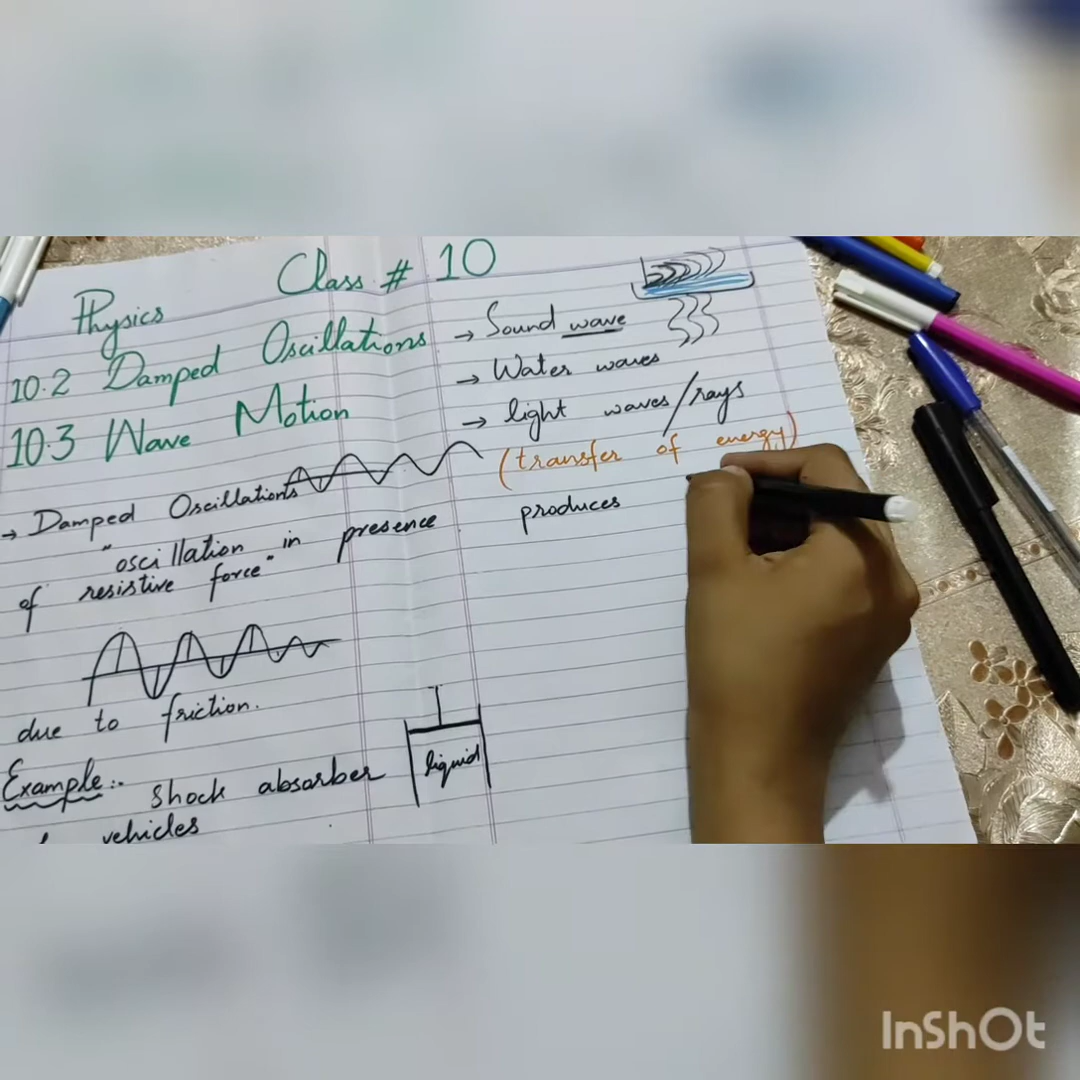 Class # 10
Physics
10.2 Damped Oscillations
10.3 Wave Motion
→ Damped Oscillations
"oscillation in presence
of resistive force"
due to friction.
Example:-
Shock absorber
vehicles
liquid
→ Sound wave
→ Water waves
→ light waves/rays
(transfer of energy)
produces
InShOt